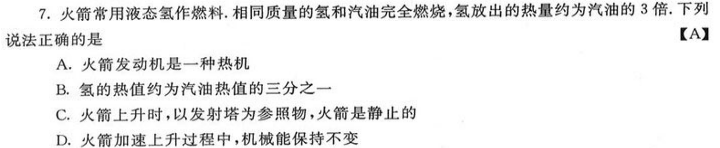 7. 火箭常用液态氢作燃料.相同质量的氢和汽油完全燃烧,氢放出的热量约为汽油的 3 倍.下列
说法正确的是 【A】
A. 火箭发动机是一种热机
B. 氢的热值约为汽油热值的三分之一
C. 火箭上升时,以发射塔为参照物,火箭是静止的
D. 火箭加速上升过程中,机械能保持不变